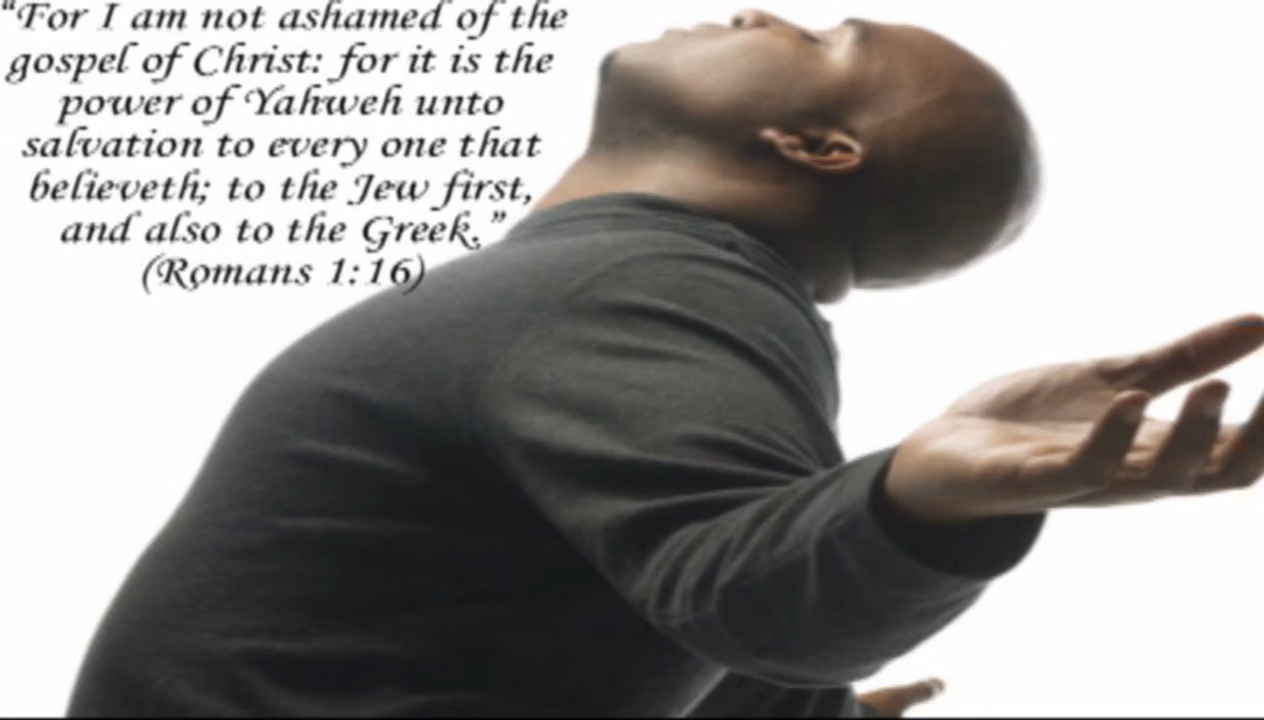 “For I am not ashamed of the
gospel of Christ: for it is the
power of Yahweh unto
salvation to every one that
believeth; to the Jew first,
and also to the Greek.”
(Romans 1:16)